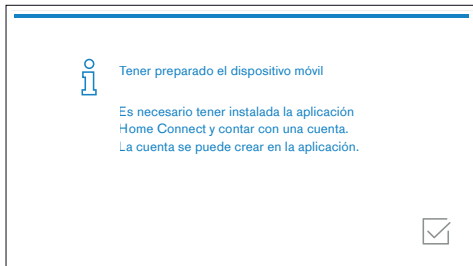 Tener preparado el dispositivo móvil
Es necesario tener instalada la aplicación
Home Connect y contar con una cuenta.
La cuenta se puede crear en la aplicación.